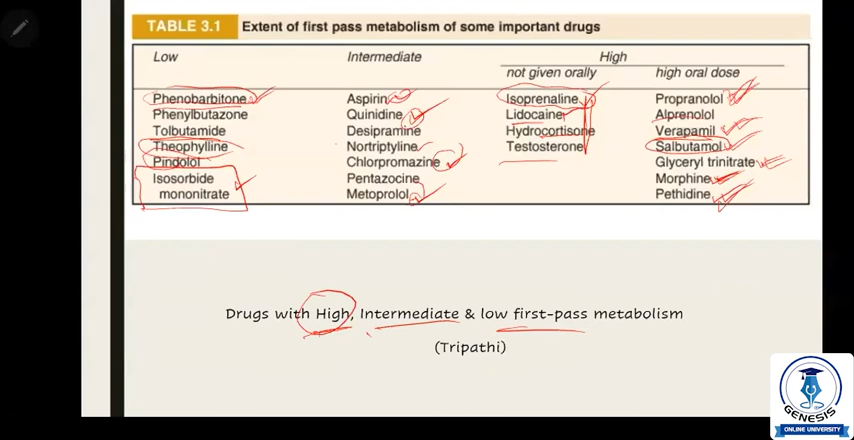 TABLE 3.1 Extent of first pass metabolism of some important drugs
Low Intermediate High
not given orally high oral dose
Phenobarbitone Aspirin Isoprenaline Propranolol
Phenylbutazone Quinidine Lidocaine Alprenolol
Tolbutamide Desipramine Hydrocortisone Verapamil
Theophylline Nortriptyline Testosterone Salbutamol
Pindolol Chlorpromazine Glyceryl trinitrate
Isosorbide Pentazocine Morphine
mononitrate Metoprolol Pethidine
Drugs with High, Intermediate & low first-pass metabolism
(Tripathi)
GENESIS
ONLINE UNIVERSITY